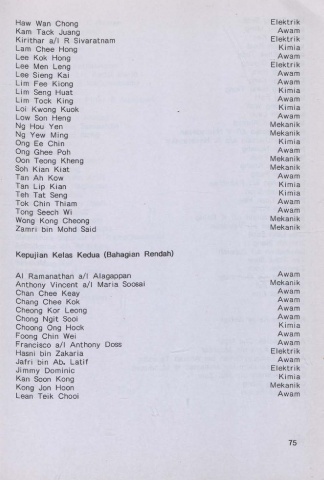 Haw Wan Chong Elektrik
Kam Tack Juang Awam
Kirithar a/l R Sivaratnam Elektrik
Lam Chee Hong Kimia
Lee Kok Hong Awam
Lee Men Leng Elektrik
Lee Sieng Kai Awam
Lim Fee Kiong Awam
Lim Seng Huat Kimia
Lim Tock King Awam
Loi Kwong Kuok Kimia
Low Son Heng Awam
Ng Hou Yen Mekanik
Ng Yew Ming Mekanik
Ong Ee Chin Kimia
Ong Ghee Poh Awam
Oon Teong Kheng Mekanik
Soh Kian Kiat Mekanik
Tan Ah Kow Awam
Tan Lip Kian Kimia
Teh Tat Seng Kimia
Tok Chin Thiam Awam
Tong Seech Wi Awam
Wong Kong Cheong Mekanik
Zamri bin Mohd Said Mekanik
Kepujian Kelas Kedua (Bahagian Rendah)
Al Ramanathan a/l Alagappan Awam
Anthony Vincent a/l Maria Soosai Mekanik
Chan Chee Keay Awam
Chang Chee Kok Awam
Cheong Kor Leong Awam
Chong Ngit Sooi Awam
Choong Ong Hock Kimia
Foong Chin Wei Awam
Francisco a/l Anthony Doss Awam
Hasni bin Zakaria Elektrik
Jafri bin Ab. Latif Awam
Jimmy Dominic Elektrik
Kan Soon Kong Kimia
Kong Jon Hoon Mekanik
Lean Teik Chooi Awam
75